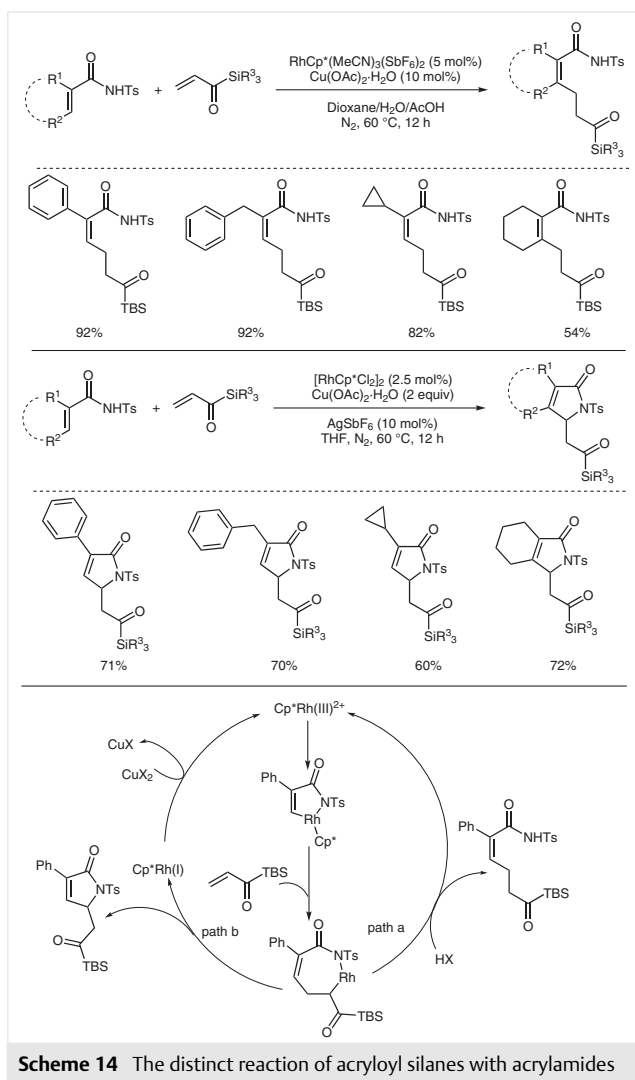 R1
R2
O
NHTs
+
O
SiR33
RhCp*(MeCN)3(SbF6)2 (5 mol%)
Cu(OAc)2·H2O (10 mol%)
Dioxane/H2O/AcOH
N2, 60 °C, 12 h
R1
R2
O
NHTs
O
SiR33
O
NHTs
O
TBS
92%
O
NHTs
O
TBS
92%
O
NHTs
O
TBS
82%
O
NHTs
O
TBS
54%
R1
R2
O
NHTs
+
O
SiR33
[RhCp*Cl2]2 (2.5 mol%)
Cu(OAc)2·H2O (2 equiv)
AgSbF6 (10 mol%)
THF, N2, 60 °C, 12 h
R1
R2
O
NTs
O
SiR33
O
NTs
O
SiR33
71%
O
NTs
O
SiR33
70%
O
NTs
O
SiR33
60%
O
NTs
O
SiR33
72%
Cp*Rh(III)2+
CuX
CuX2
Ph
O
NTs
Rh
Cp*
Ph
O
NHTs
O
TBS
Ph
O
NTs
O
TBS
Cp*Rh(I)
TBS
O
path b
path a
HX
Ph
O
NTs
Rh
O
TBS
Scheme 14 The distinct reaction of acryloyl silanes with acrylamides